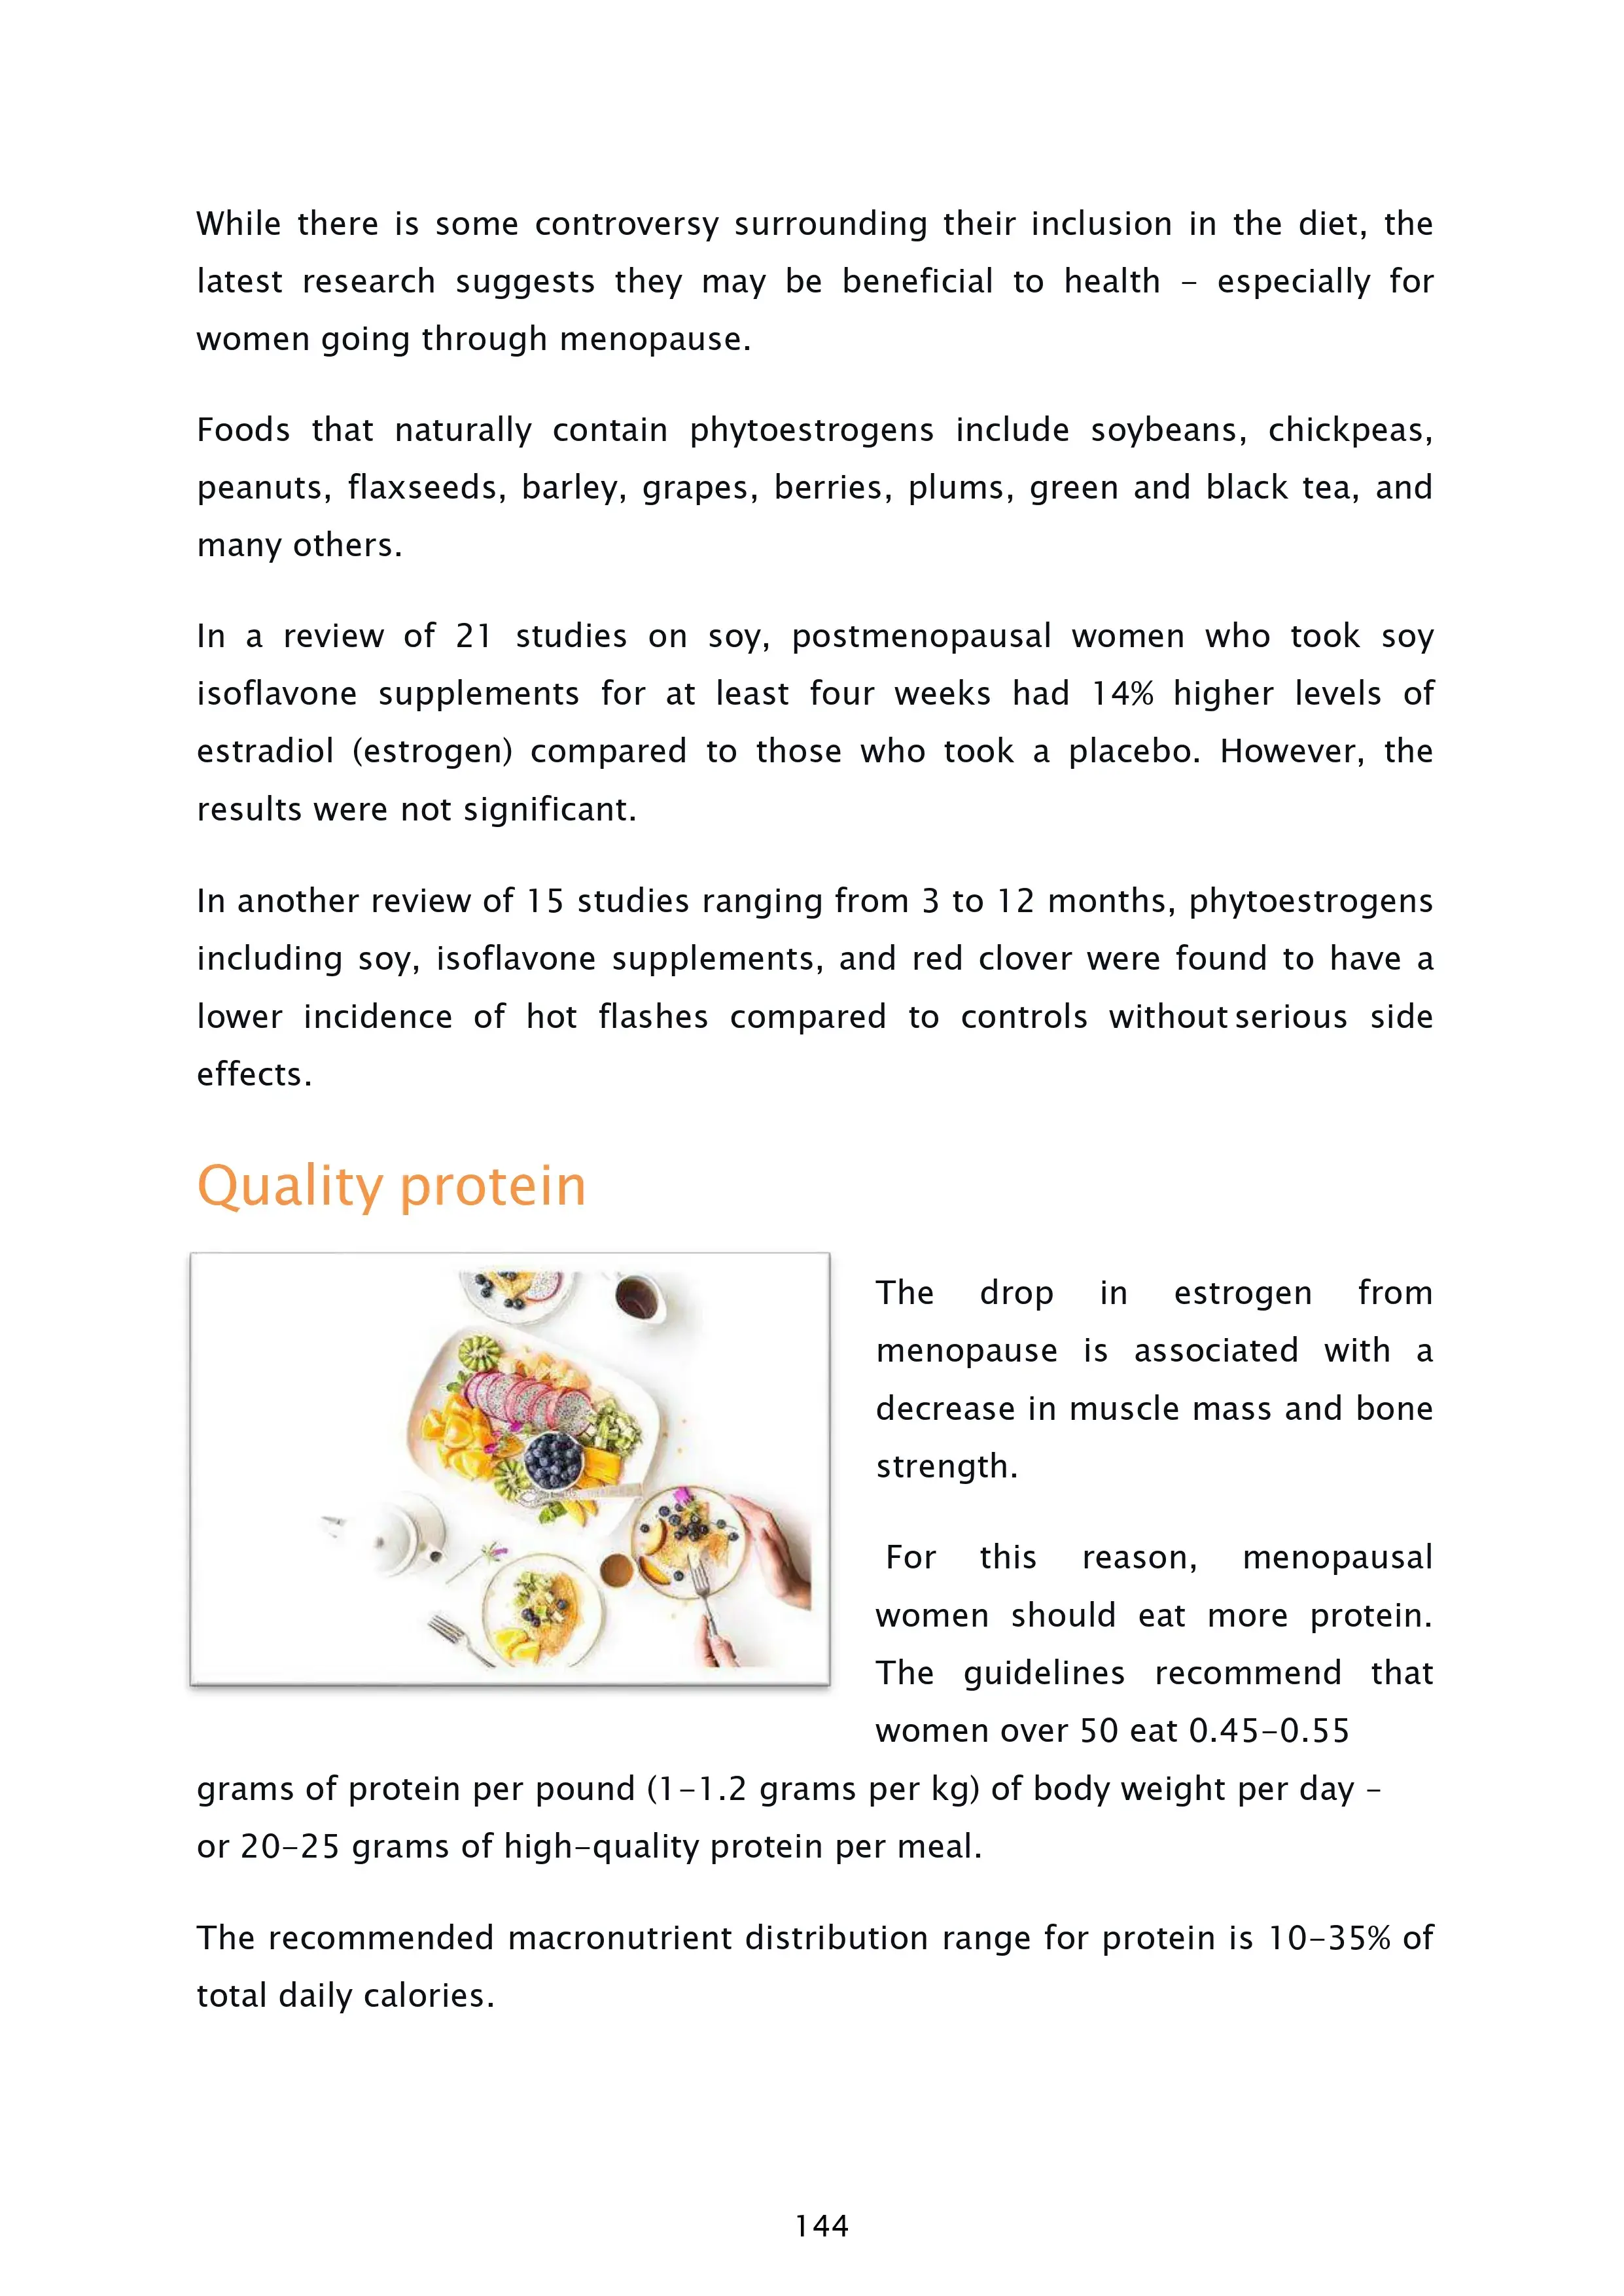 While there is some controversy surrounding their inclusion in the diet, the
latest research suggests they may be beneficial to health – especially for
women going through menopause.
Foods that naturally contain phytoestrogens include soybeans, chickpeas,
peanuts, flaxseeds, barley, grapes, berries, plums, green and black tea, and
many others.
In a review of 21 studies on soy, postmenopausal women who took soy
isoflavone supplements for at least four weeks had 14% higher levels of
estradiol (estrogen) compared to those who took a placebo. However, the
results were not significant.
In another review of 15 studies ranging from 3 to 12 months, phytoestrogens
including soy, isoflavone supplements, and red clover were found to have a
lower incidence of hot flashes compared to controls without serious side
effects.
Quality protein
The drop in estrogen from
menopause is associated with a
decrease in muscle mass and bone
strength.
For this reason, menopausal
women should eat more protein.
The guidelines recommend that
women over 50 eat 0.45–0.55
grams of protein per pound (1–1.2 grams per kg) of body weight per day –
or 20–25 grams of high-quality protein per meal.
The recommended macronutrient distribution range for protein is 10–35% of
total daily calories.
144